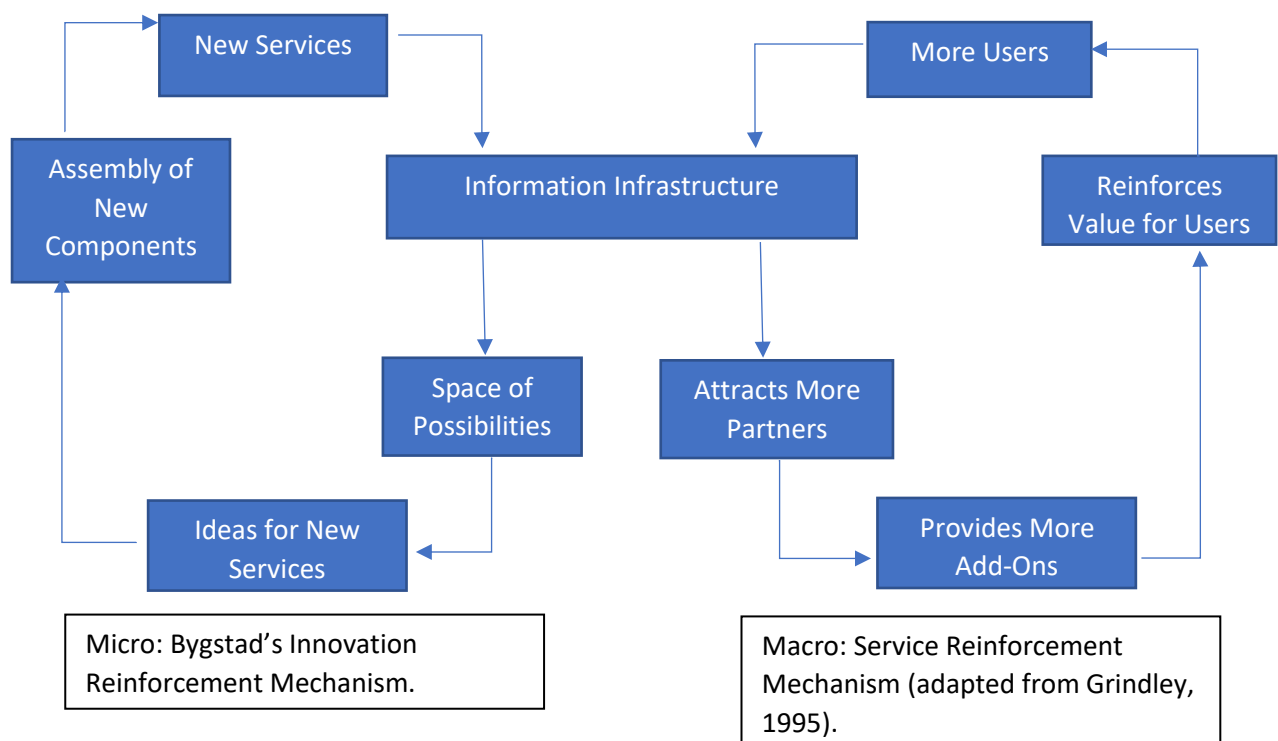 New Services
More Users
Assembly of
New
Components
Information Infrastructure
Reinforces
Value for Users
Space of
Possibilities
Attracts More
Partners
Ideas for New
Services
Provides More
Add-Ons
Micro: Bygstad’s Innovation
Reinforcement Mechanism.
Macro: Service Reinforcement
Mechanism (adapted from Grindley,
1995).